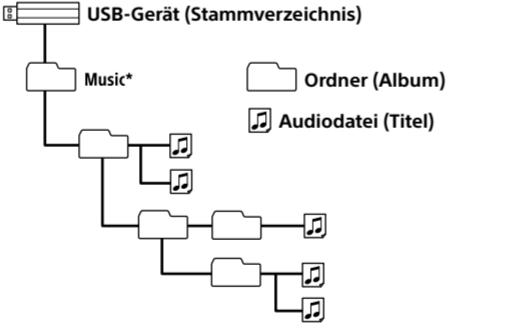 USB-Gerät (Stammverzeichnis)
Music*
Ordner (Album)
Audiodatei (Titel)